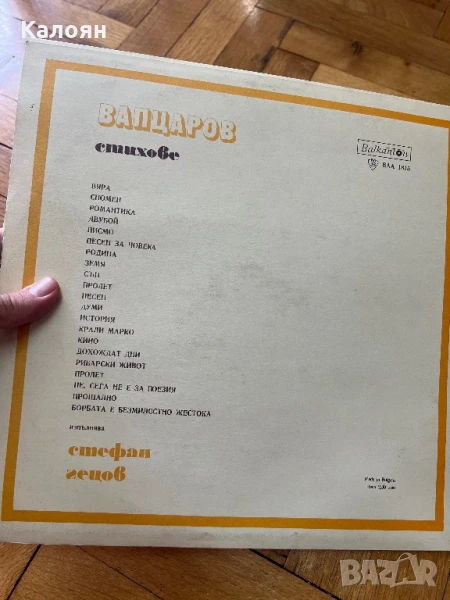 Калоян
ВАПЦАРОВ
стихове
Balkanton
ВАА 1815
ВЯРА
СПОМЕН
РОМАНТИКА
ДВУБОЙ
ПИСМО
ПЕСЕН ЗА ЧОВЕКА
РОДИНА
ЗЕМЯ
СЪН
ПРОЛЕТ
ПЕСЕН
ДУМИ
ИСТОРИЯ
КРАЛИ МАРКО
КИНО
ДОХОЖДАТ ДНИ
РИБАРСКИ ЖИВОТ
ПРОЛЕТ
НЕ, СЕГА НЕ Е ЗА ПОЕЗИЯ
ПРОЩАЛНО
БОРБАТА Е БЕЗМИЛОСТНО ЖЕСТОКА
изпълнява
стефан
гецов
BAZAR